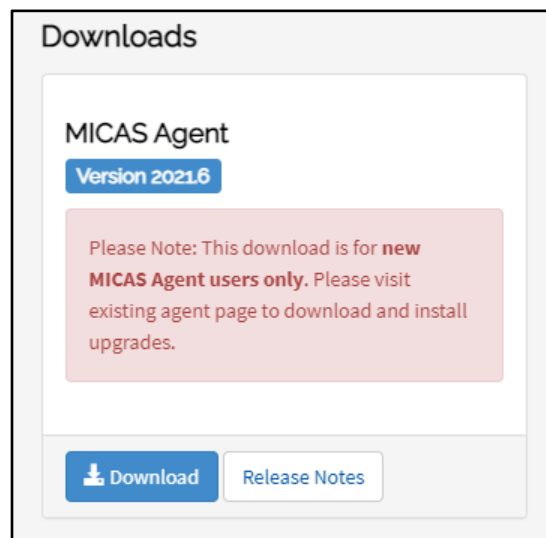 Downloads
MICAS Agent
Version 2021.6
Please Note: This download is for new
MICAS Agent users only. Please visit
existing agent page to download and install
upgrades.
Download
Release Notes